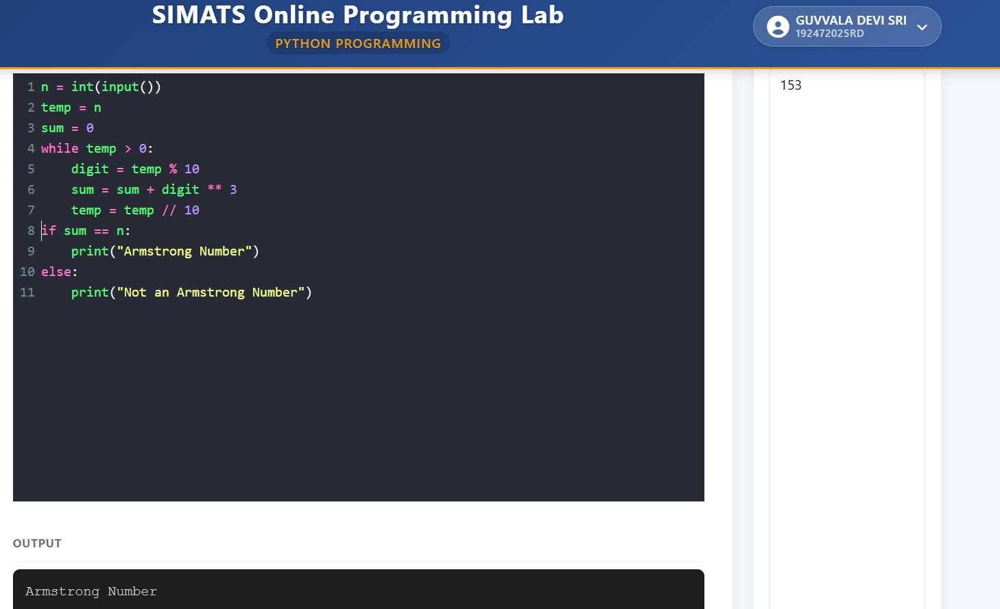 SIMATS Online Programming Lab
PYTHON PROGRAMMING
GUVVALA DEVI SRI
192472025RD
1 n = int(input())
2 temp = n
3 sum = 0
4 while temp > 0:
5     digit = temp % 10
6     sum = sum + digit ** 3
7     temp = temp // 10
8 if sum == n:
9     print("Armstrong Number")
10 else:
11     print("Not an Armstrong Number")
153
OUTPUT
Armstrong Number